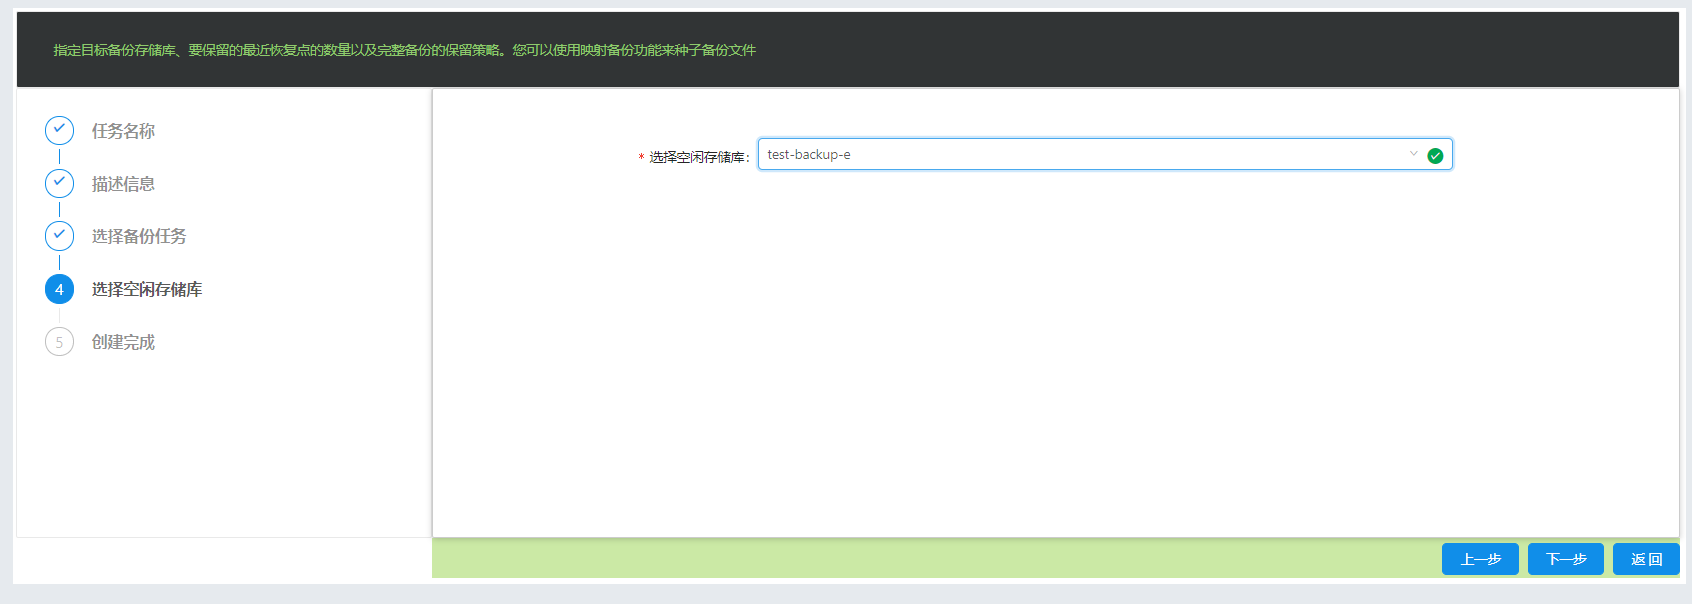 指定目标备份存储库、要保留的最近恢复点的数量以及完整备份的保留策略。您可以使用映射备份功能来种子备份文件
任务名称
描述信息
选择备份任务
4 选择空闲存储库
5 创建完成
* 选择空闲存储库: test-backup-e
上一步 下一步 返 回